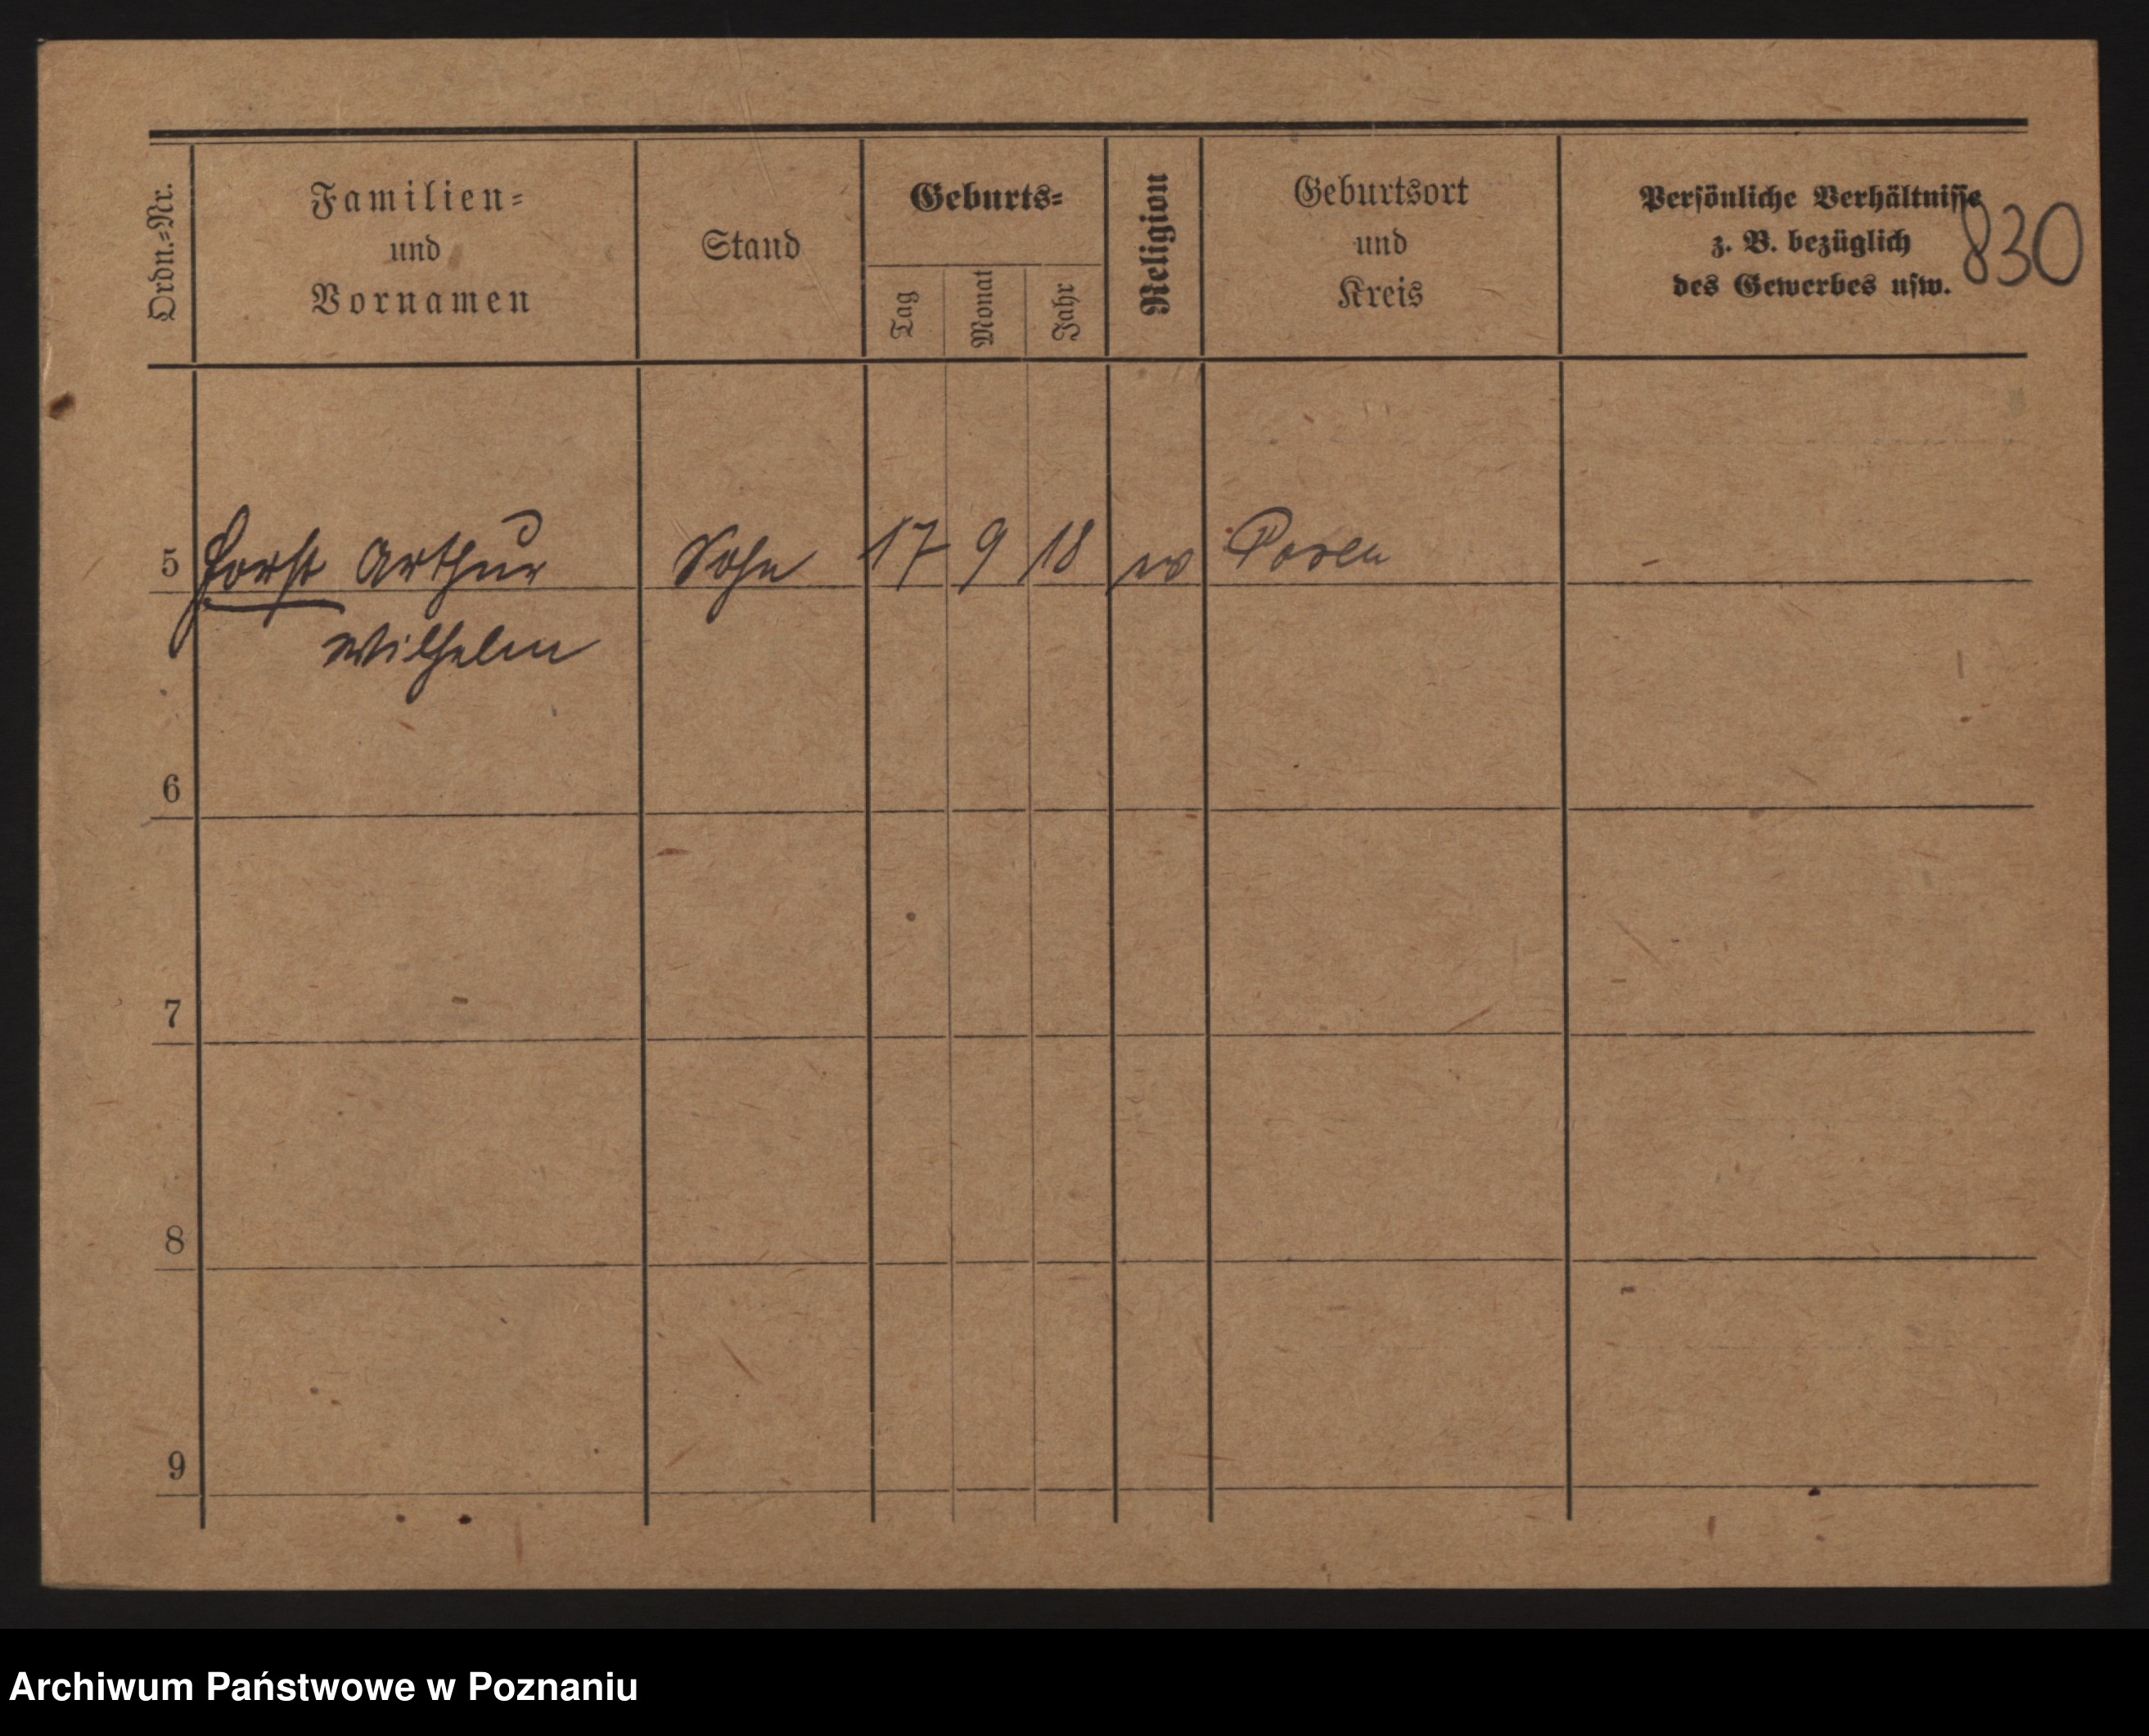 Ordn.=Nr.
Familien=
und
Vornamen
Stand
Geburts=
Tag
Monat
Jahr
Religion
Geburtsort
und
Kreis
Persönliche Verhältnisse
z. B. bezüglich
des Gewerbes usw.
830
5 Horst Arthur Sohn 17 9 18 Posen
Wilhelm
6
7
8
9
Archiwum Państwowe w Poznaniu